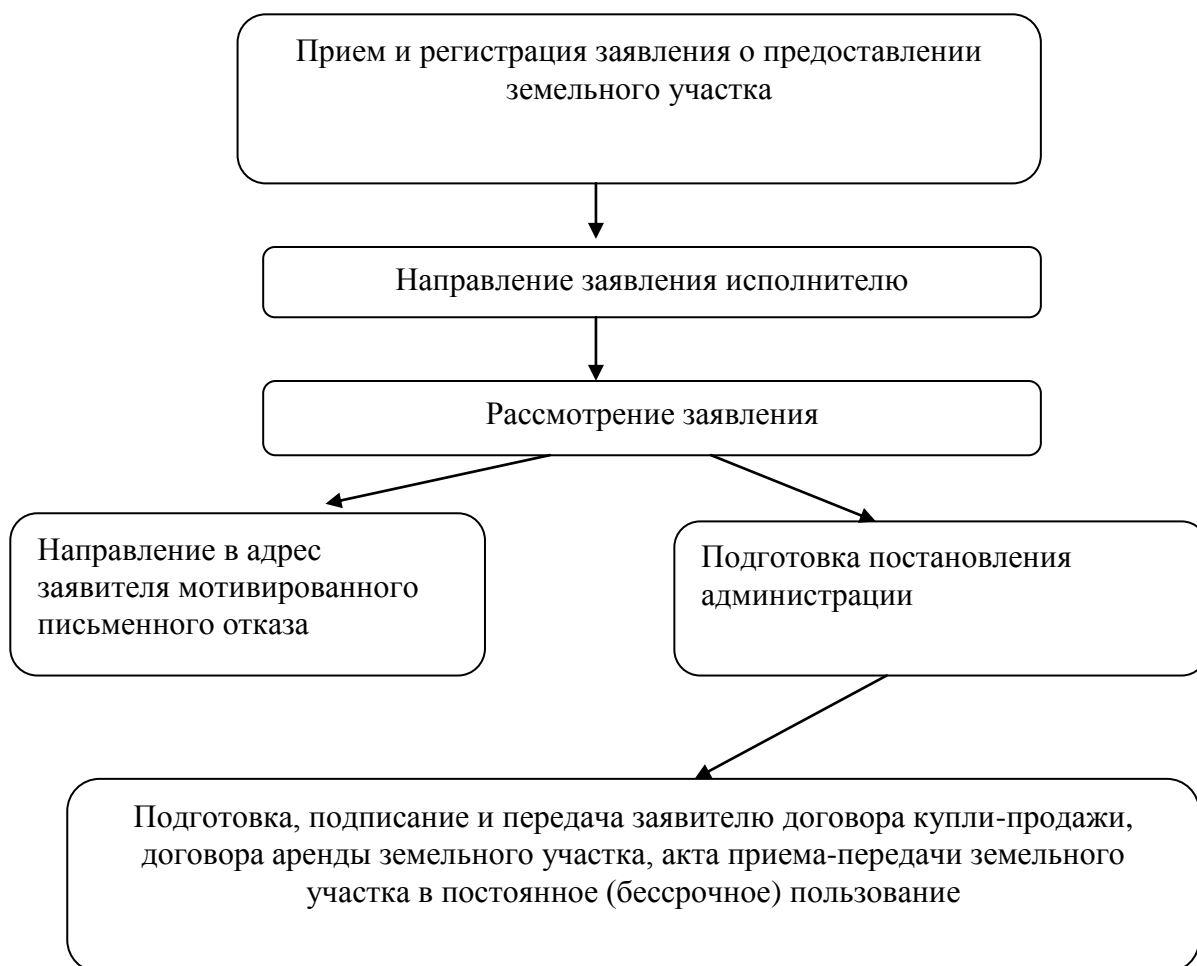 Прием и регистрация заявления о предоставлении
земельного участка
Направление заявления исполнителю
Рассмотрение заявления
Направление в адрес
заявителя мотивированного
письменного отказа
Подготовка постановления
администрации
Подготовка, подписание и передача заявителю договора купли-продажи,
договора аренды земельного участка, акта приема-передачи земельного
участка в постоянное (бессрочное) пользование